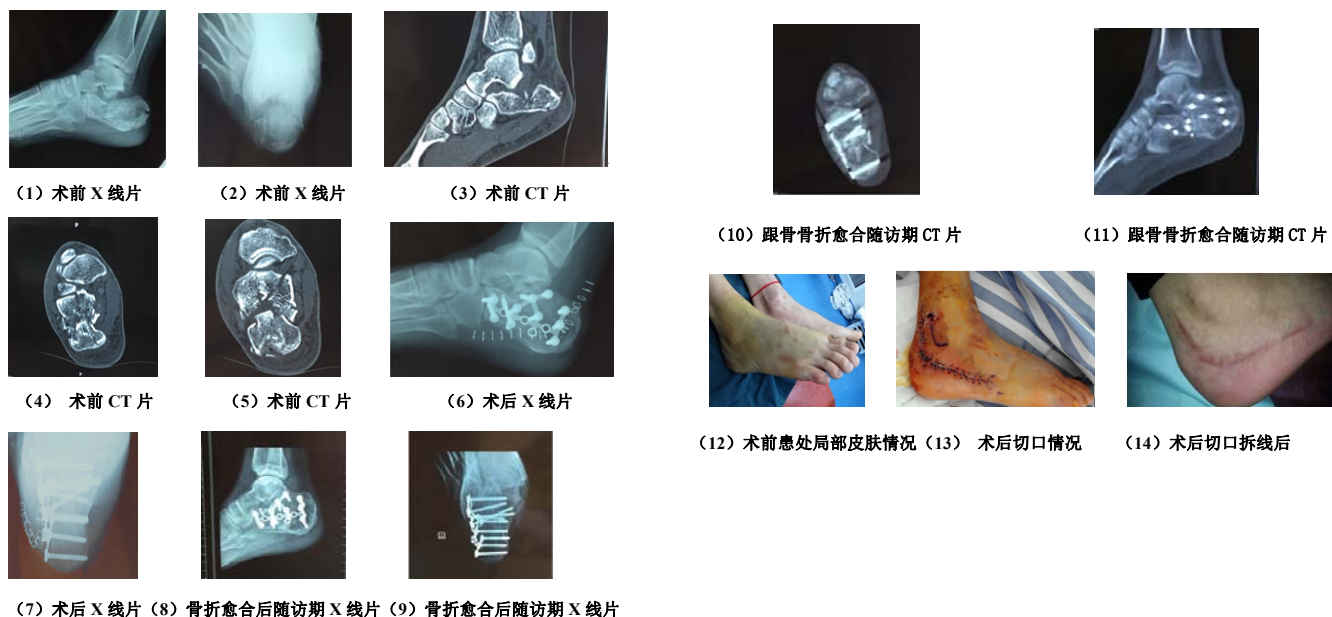 （1）术前 X 线片
（2）术前 X 线片
（3）术前 CT 片
（4） 术前 CT 片
（5）术前 CT 片
（6）术后 X 线片
（7）术后 X 线片
（8）骨折愈合后随访期 X 线片
（9）骨折愈合后随访期 X 线片
（10）跟骨骨折愈合随访期 CT 片
（11）跟骨骨折愈合随访期 CT 片
（12）术前患处局部皮肤情况
（13） 术后切口情况
（14）术后切口拆线后